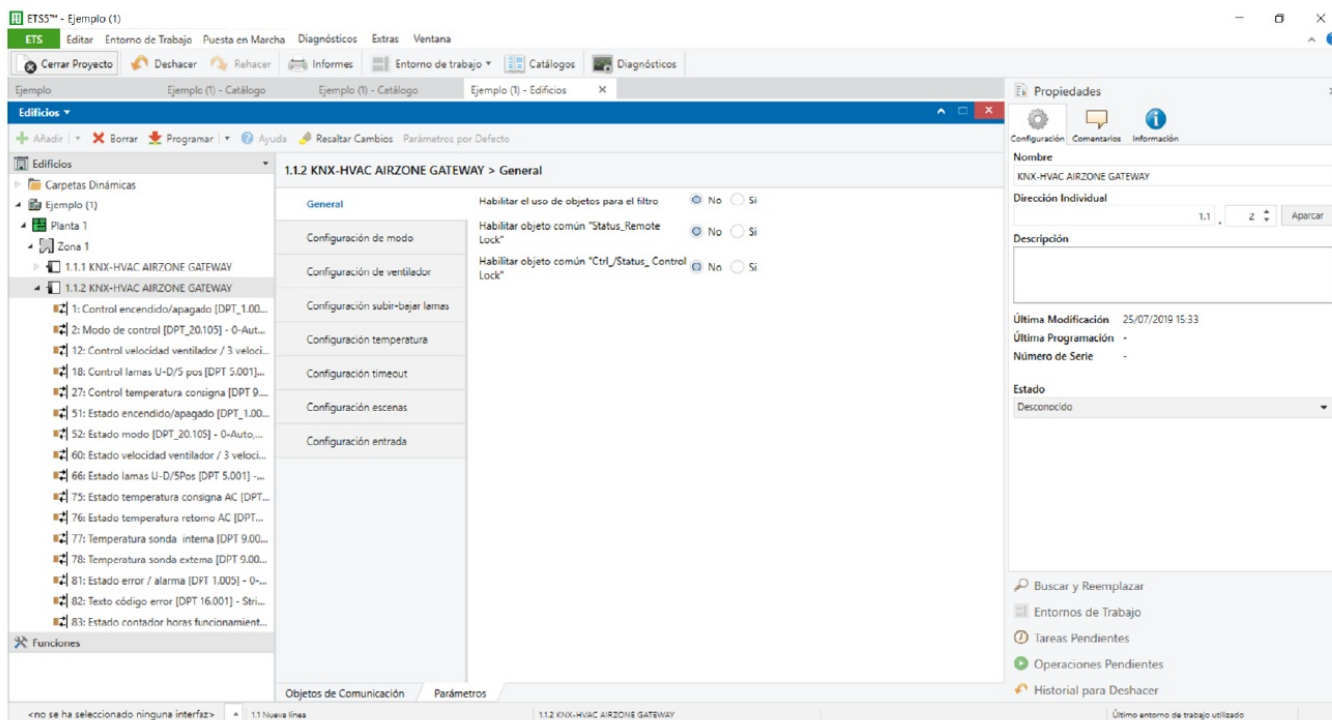 ETS5™ - Ejemplo (1)
ETS Editar Entorno de Trabajo Puesta en Marcha Diagnósticos Extras Ventana
Cerrar Proyecto Deshacer Rehacer Informes Entorno de trabajo Catálogos Diagnósticos
Ejemplo Ejemplo (1) - Catálogo Ejemplo (1) - Catálogo Ejemplo (1) - Edificios X
Edificios
Añadir Borrar Programar Ayuda Resaltar Cambios Parámetros por Defecto
Edificios
Carpetas Dinámicas
Ejemplo (1)
Planta 1
Zona 1
1.1.1 KNX-HVAC AIRZONE GATEWAY
1.1.2 KNX-HVAC AIRZONE GATEWAY
1: Control encendido/apagado [DPT_1.00...
2: Modo de control [DPT_20.105] - 0-Aut...
12: Control velocidad ventilador / 3 veloci...
18: Control lamas U-D/5 pos [DPT 5.001]...
27: Control temperatura consigna [DPT 9....
51: Estado encendido/apagado [DPT_1.00...
52: Estado modo [DPT_20.105] - 0-Auto,...
60: Estado velocidad ventilador / 3 veloci...
66: Estado lamas U-D/5Pos [DPT 5.001] -...
75: Estado temperatura consigna AC [DPT...
76: Estado temperatura retorno AC [DPT...
77: Temperatura sonda interna [DPT 9.00...
78: Temperatura sonda externa [DPT 9.00...
81: Estado error / alarma [DPT 1.005] - 0-...
82: Texto código error [DPT 16.001] - Stri...
83: Estado contador horas funcionamient...
Funciones
1.1.2 KNX-HVAC AIRZONE GATEWAY > General
General
Configuración de modo
Configuración de ventilador
Configuración subir-bajar lamas
Configuración temperatura
Configuración timeout
Configuración escenas
Configuración entrada
Habilitar el uso de objetos para el filtro No Si
Habilitar objeto común "Status_Remote
Lock" No Si
Habilitar objeto común "Ctrl_/Status_ Control
Lock" No Si
Objetos de Comunicación Parámetros
Propiedades
Configuración Comentarios Información
Nombre
KNX-HVAC AIRZONE GATEWAY
Dirección Individual
1.1 . 2 Aparcar
Descripción
Última Modificación 25/07/2019 15:33
Última Programación -
Número de Serie -
Estado
Desconocido
Buscar y Reemplazar
Entornos de Trabajo
Tareas Pendientes
Operaciones Pendientes
Historial para Deshacer
<no se ha seleccionado ninguna interfaz> 1.1 Nueva línea 1.1.2 KNX-HVAC AIRZONE GATEWAY Último entorno de trabajo utilizado